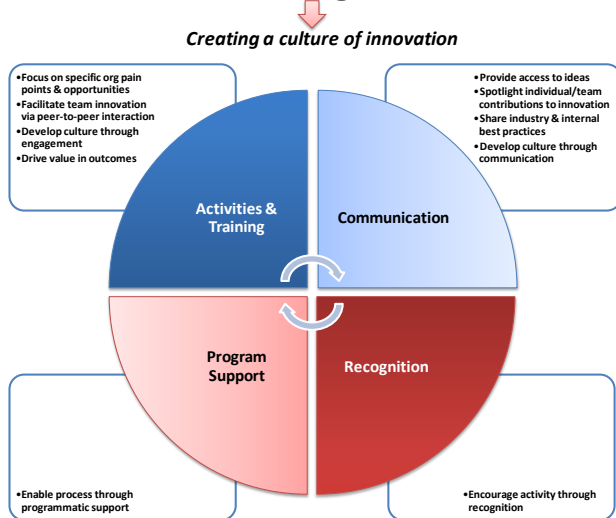 Creating a culture of innovation
•Focus on specific org pain
points & opportunities
•Facilitate team innovation
via peer-to-peer interaction
•Develop culture through
engagement
•Drive value in outcomes
•Provide access to ideas
•Spotlight individual/team
contributions to innovation
•Share industry & internal
best practices
•Develop culture through
communication
Activities &
Training
Communication
Program
Support
Recognition
•Enable process through
programmatic support
•Encourage activity through
recognition